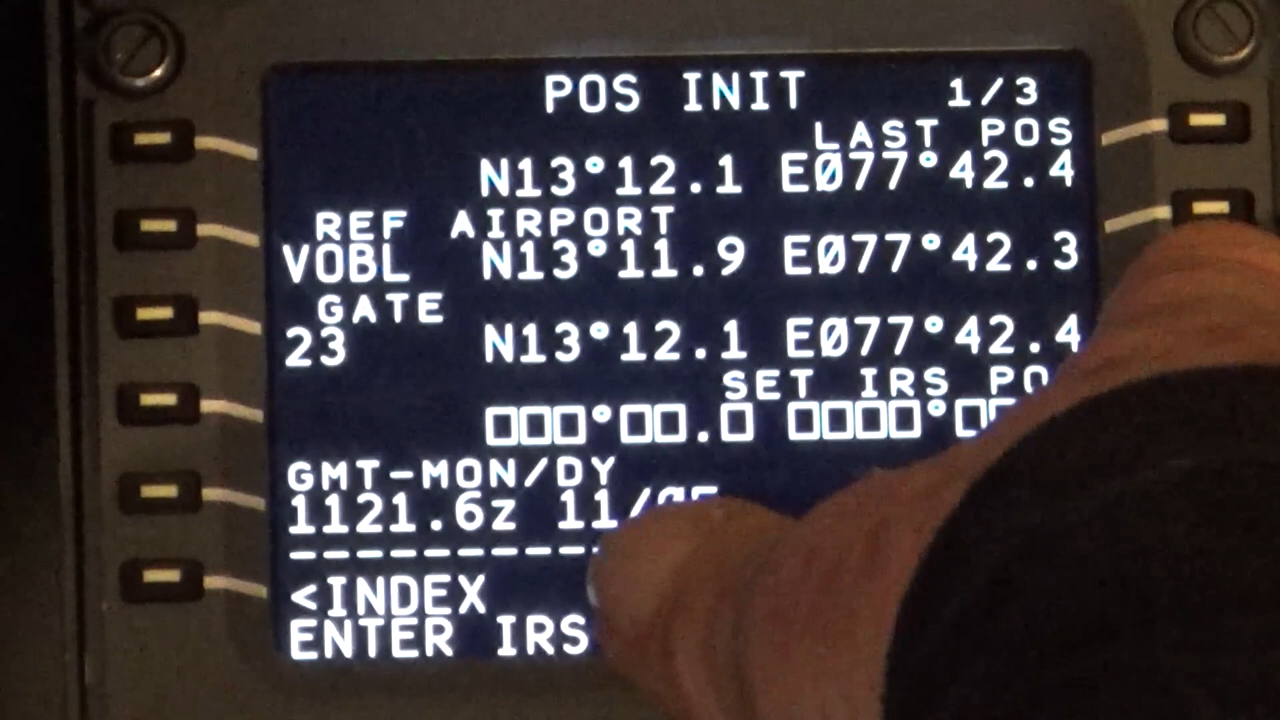 POS INIT 1/3
LAST POS
N13°12.1 E077°42.4
REF AIRPORT
VOBL N13°11.9 E077°42.3
GATE
23 N13°12.1 E077°42.4
SET IRS
□□□°□□.□ □□□□°
GMT-MON/DY
1121.6z 11/
----------
<INDEX
ENTER IRS